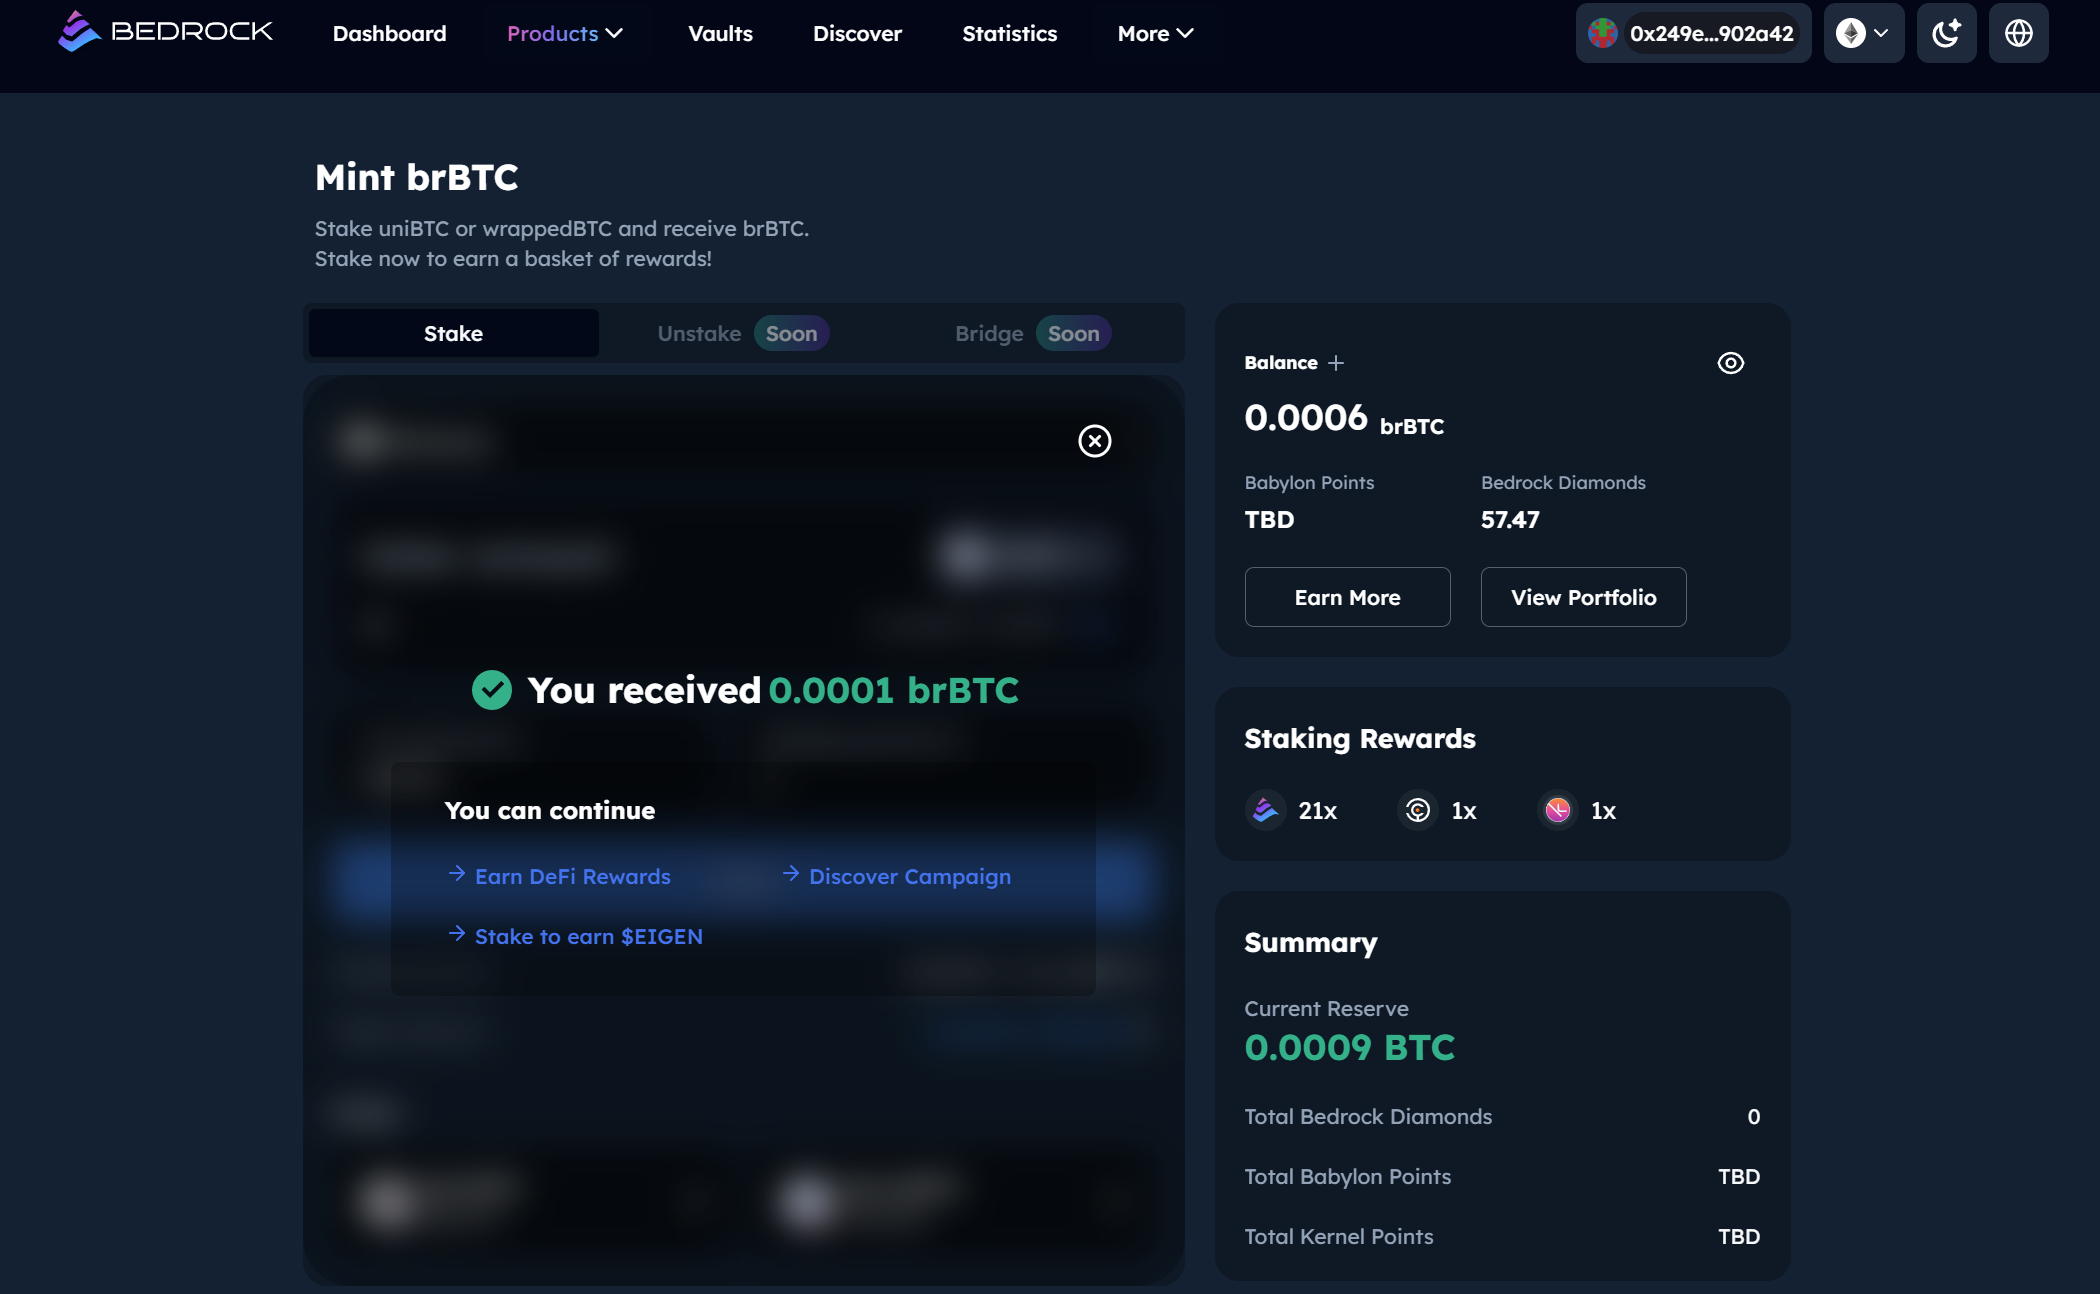 BEDROCK
Dashboard
Products
Vaults
Discover
Statistics
More
0x249e...902a42
Mint brBTC
Stake uniBTC or wrappedBTC and receive brBTC.
Stake now to earn a basket of rewards!
Stake
Unstake Soon
Bridge Soon
You received 0.0001 brBTC
You can continue
Earn DeFi Rewards
Discover Campaign
Stake to earn $EIGEN
Balance
0.0006 brBTC
Babylon Points
Bedrock Diamonds
TBD
57.47
Earn More
View Portfolio
Staking Rewards
21x
1x
1x
Summary
Current Reserve
0.0009 BTC
Total Bedrock Diamonds 0
Total Babylon Points TBD
Total Kernel Points TBD